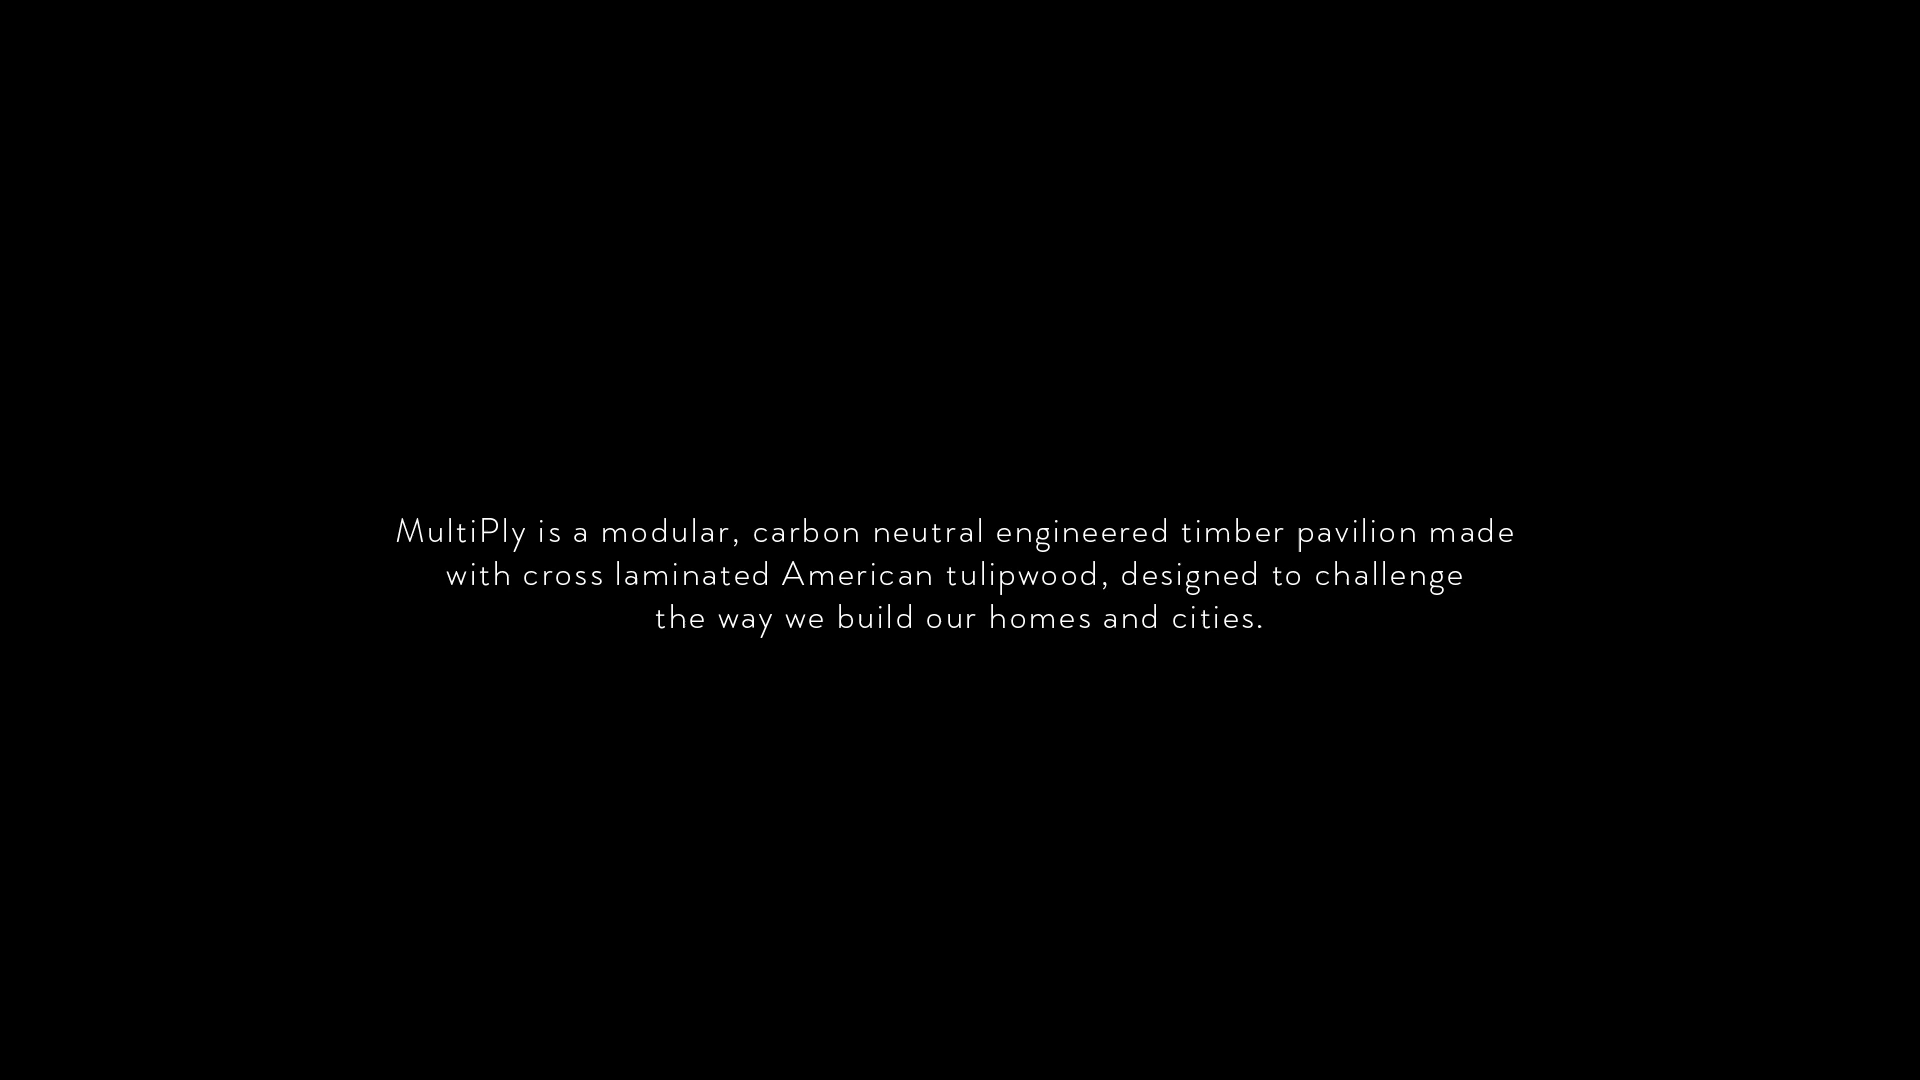 MultiPly is a modular, carbon neutral engineered timber pavilion made
with cross laminated American tulipwood, designed to challenge
the way we build our homes and cities.